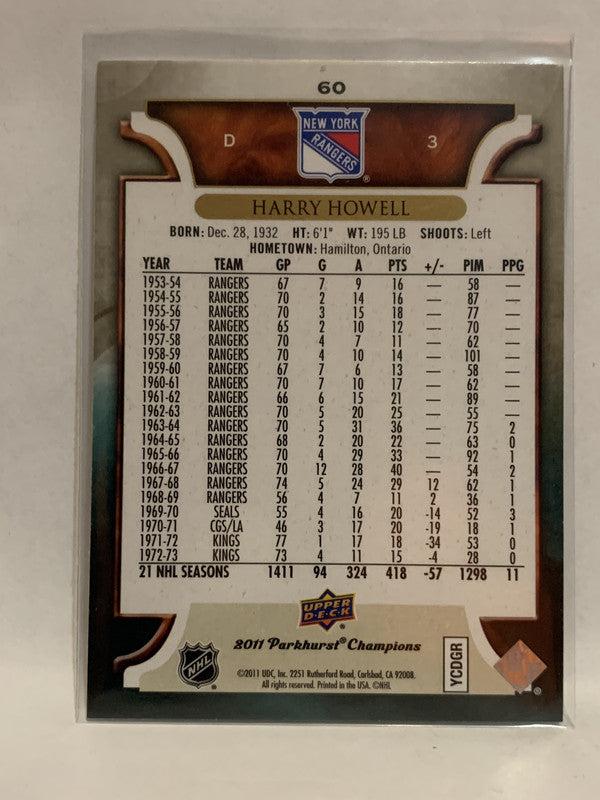 60
D NEW YORK RANGERS ® 3
HARRY HOWELL
BORN: Dec. 28, 1932 HT: 6'1" WT: 195 LB SHOOTS: Left
HOMETOWN: Hamilton, Ontario
YEAR TEAM GP G A PTS +/- PIM PPG
1953-54 RANGERS 67 7 9 16 — 58 —
1954-55 RANGERS 70 2 14 16 — 87 —
1955-56 RANGERS 70 3 15 18 — 77 —
1956-57 RANGERS 65 2 10 12 — 70 —
1957-58 RANGERS 70 4 7 11 — 62 —
1958-59 RANGERS 70 4 10 14 — 101 —
1959-60 RANGERS 67 7 6 13 — 58 —
1960-61 RANGERS 70 7 10 17 — 62 —
1961-62 RANGERS 66 6 15 21 — 89 —
1962-63 RANGERS 70 5 20 25 — 55 —
1963-64 RANGERS 70 5 31 36 — 75 2
1964-65 RANGERS 68 2 20 22 — 63 0
1965-66 RANGERS 70 4 29 33 — 92 1
1966-67 RANGERS 70 12 28 40 — 54 2
1967-68 RANGERS 74 5 24 29 12 62 1
1968-69 RANGERS 56 4 7 11 2 36 1
1969-70 SEALS 55 4 16 20 -14 52 3
1970-71 CGS/LA 46 3 17 20 -19 18 1
1971-72 KINGS 77 1 17 18 -34 53 0
1972-73 KINGS 73 4 11 15 -4 28 0
21 NHL SEASONS 1411 94 324 418 -57 1298 11
UPPER DECK ®
2011 Parkhurst® Champions
NHL
©2011 UDC, Inc. 2251 Rutherford Road, Carlsbad, CA 92008.
All rights reserved. Printed in the USA. ©NHL
YCDGR
®